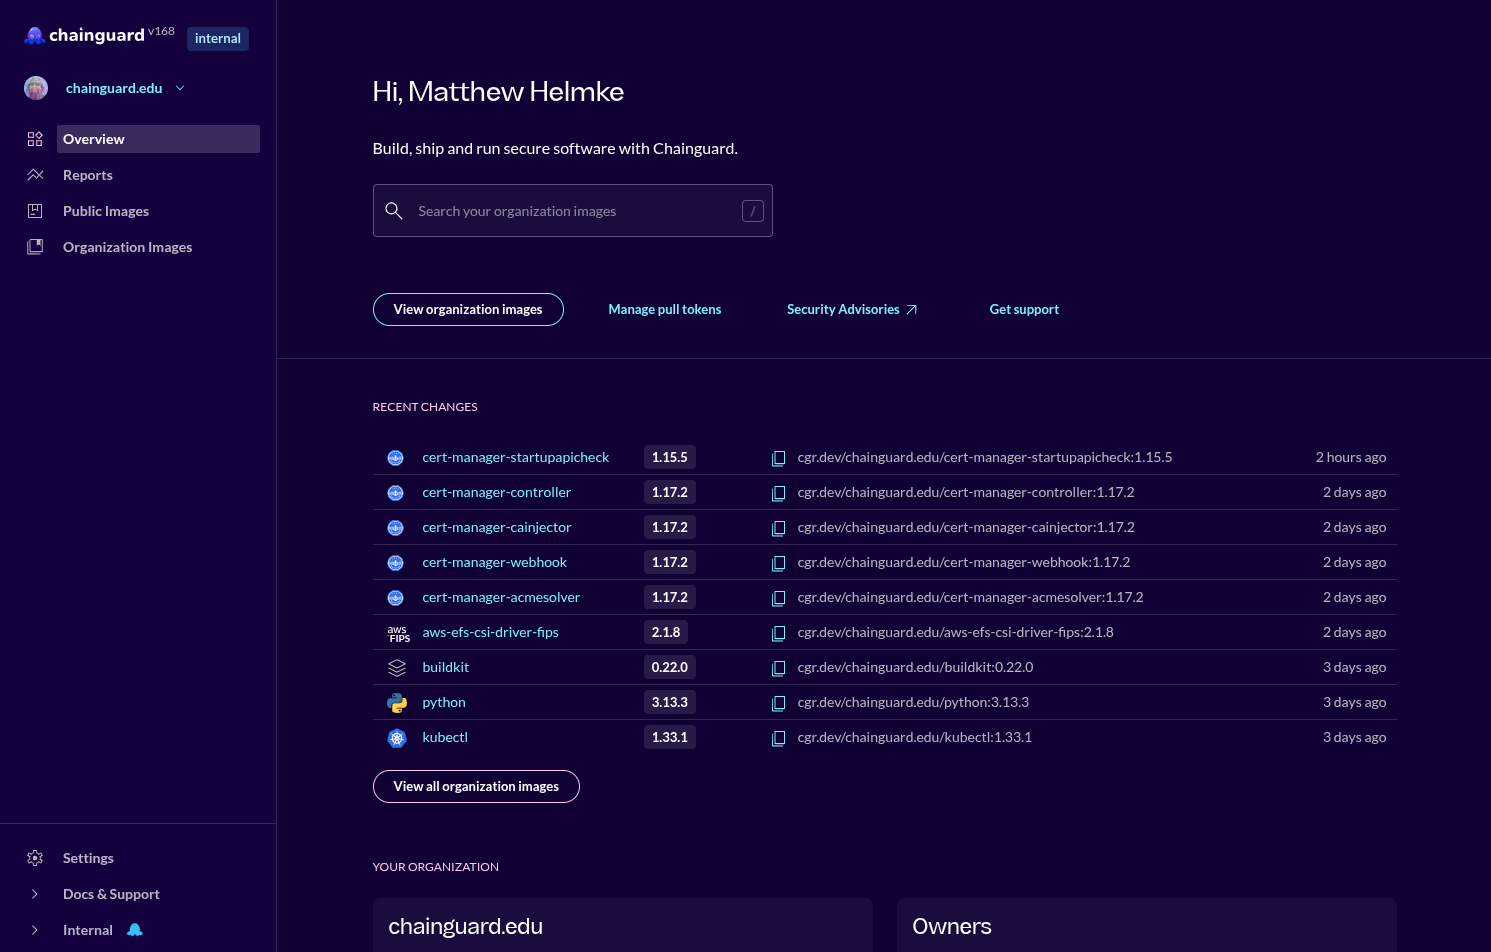 chainguard v168 internal
chainguard.edu
Overview
Reports
Public Images
Organization Images
Settings
Docs & Support
Internal
Hi, Matthew Helmke
Build, ship and run secure software with Chainguard.
Search your organization images /
View organization images Manage pull tokens Security Advisories Get support
RECENT CHANGES
cert-manager-startupapicheck 1.15.5 cgr.dev/chainguard.edu/cert-manager-startupapicheck:1.15.5 2 hours ago
cert-manager-controller 1.17.2 cgr.dev/chainguard.edu/cert-manager-controller:1.17.2 2 days ago
cert-manager-cainjector 1.17.2 cgr.dev/chainguard.edu/cert-manager-cainjector:1.17.2 2 days ago
cert-manager-webhook 1.17.2 cgr.dev/chainguard.edu/cert-manager-webhook:1.17.2 2 days ago
cert-manager-acmesolver 1.17.2 cgr.dev/chainguard.edu/cert-manager-acmesolver:1.17.2 2 days ago
aws FIPS aws-efs-csi-driver-fips 2.1.8 cgr.dev/chainguard.edu/aws-efs-csi-driver-fips:2.1.8 2 days ago
buildkit 0.22.0 cgr.dev/chainguard.edu/buildkit:0.22.0 3 days ago
python 3.13.3 cgr.dev/chainguard.edu/python:3.13.3 3 days ago
kubectl 1.33.1 cgr.dev/chainguard.edu/kubectl:1.33.1 3 days ago
View all organization images
YOUR ORGANIZATION
chainguard.edu Owners